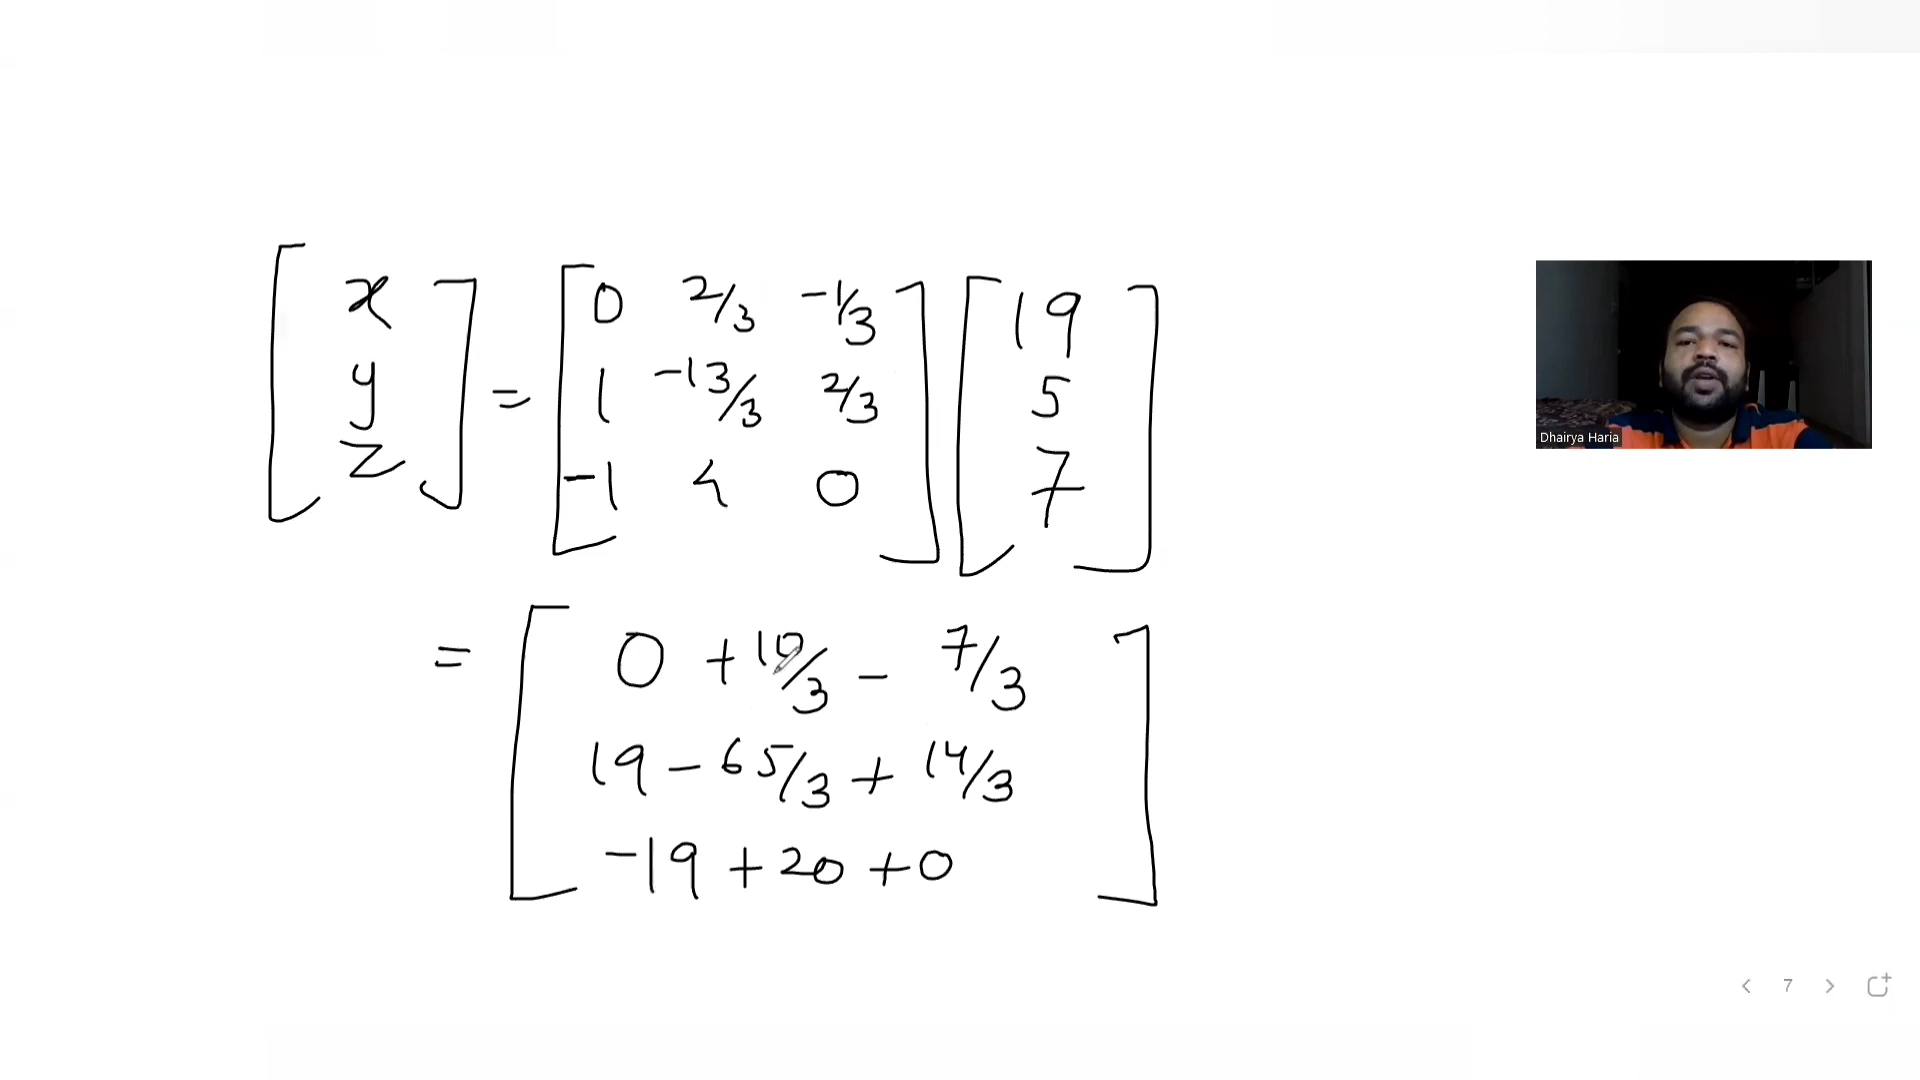 [x y z] = [0 2/3 -1/3
1 -13/3 2/3
-1 4 0] [19 5 7]
= [0 + 10/3 - 7/3
19 - 65/3 + 14/3
-19 + 20 + 0]
Dhairya Haria
< 7 >